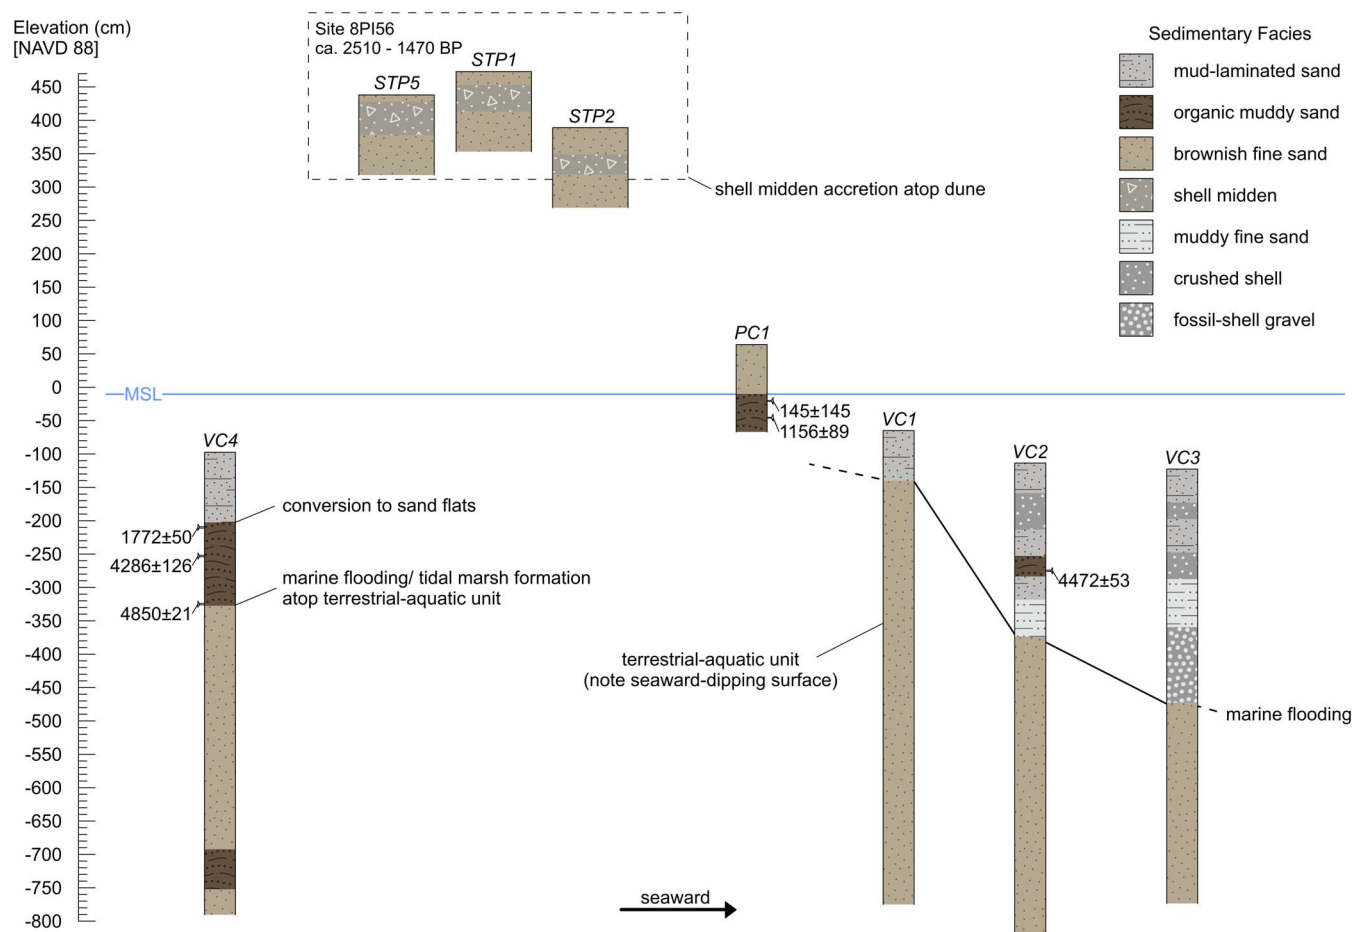 Elevation (cm)
[NAVD 88]
450
400
350
300
250
200
150
100
50
0
-50
-100
-150
-200
-250
-300
-350
-400
-450
-500
-550
-600
-650
-700
-750
-800
Site 8PI56
ca. 2510 - 1470 BP
STP5
STP1
STP2
shell midden accretion atop dune
Sedimentary Facies
mud-laminated sand
organic muddy sand
brownish fine sand
shell midden
muddy fine sand
crushed shell
fossil-shell gravel
MSL
PC1
145±145
1156±89
VC4
conversion to sand flats
1772±50
4286±126
marine flooding/ tidal marsh formation
atop terrestrial-aquatic unit
4850±21
VC1
VC2
VC3
4472±53
terrestrial-aquatic unit
(note seaward-dipping surface)
marine flooding
seaward